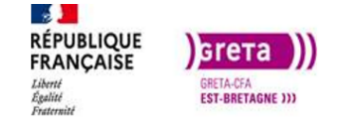 RÉPUBLIQUE
FRANÇAISE
Liberté
Égalité
Fraternité
Greta
GRETA-CFA
EST-BRETAGNE )))